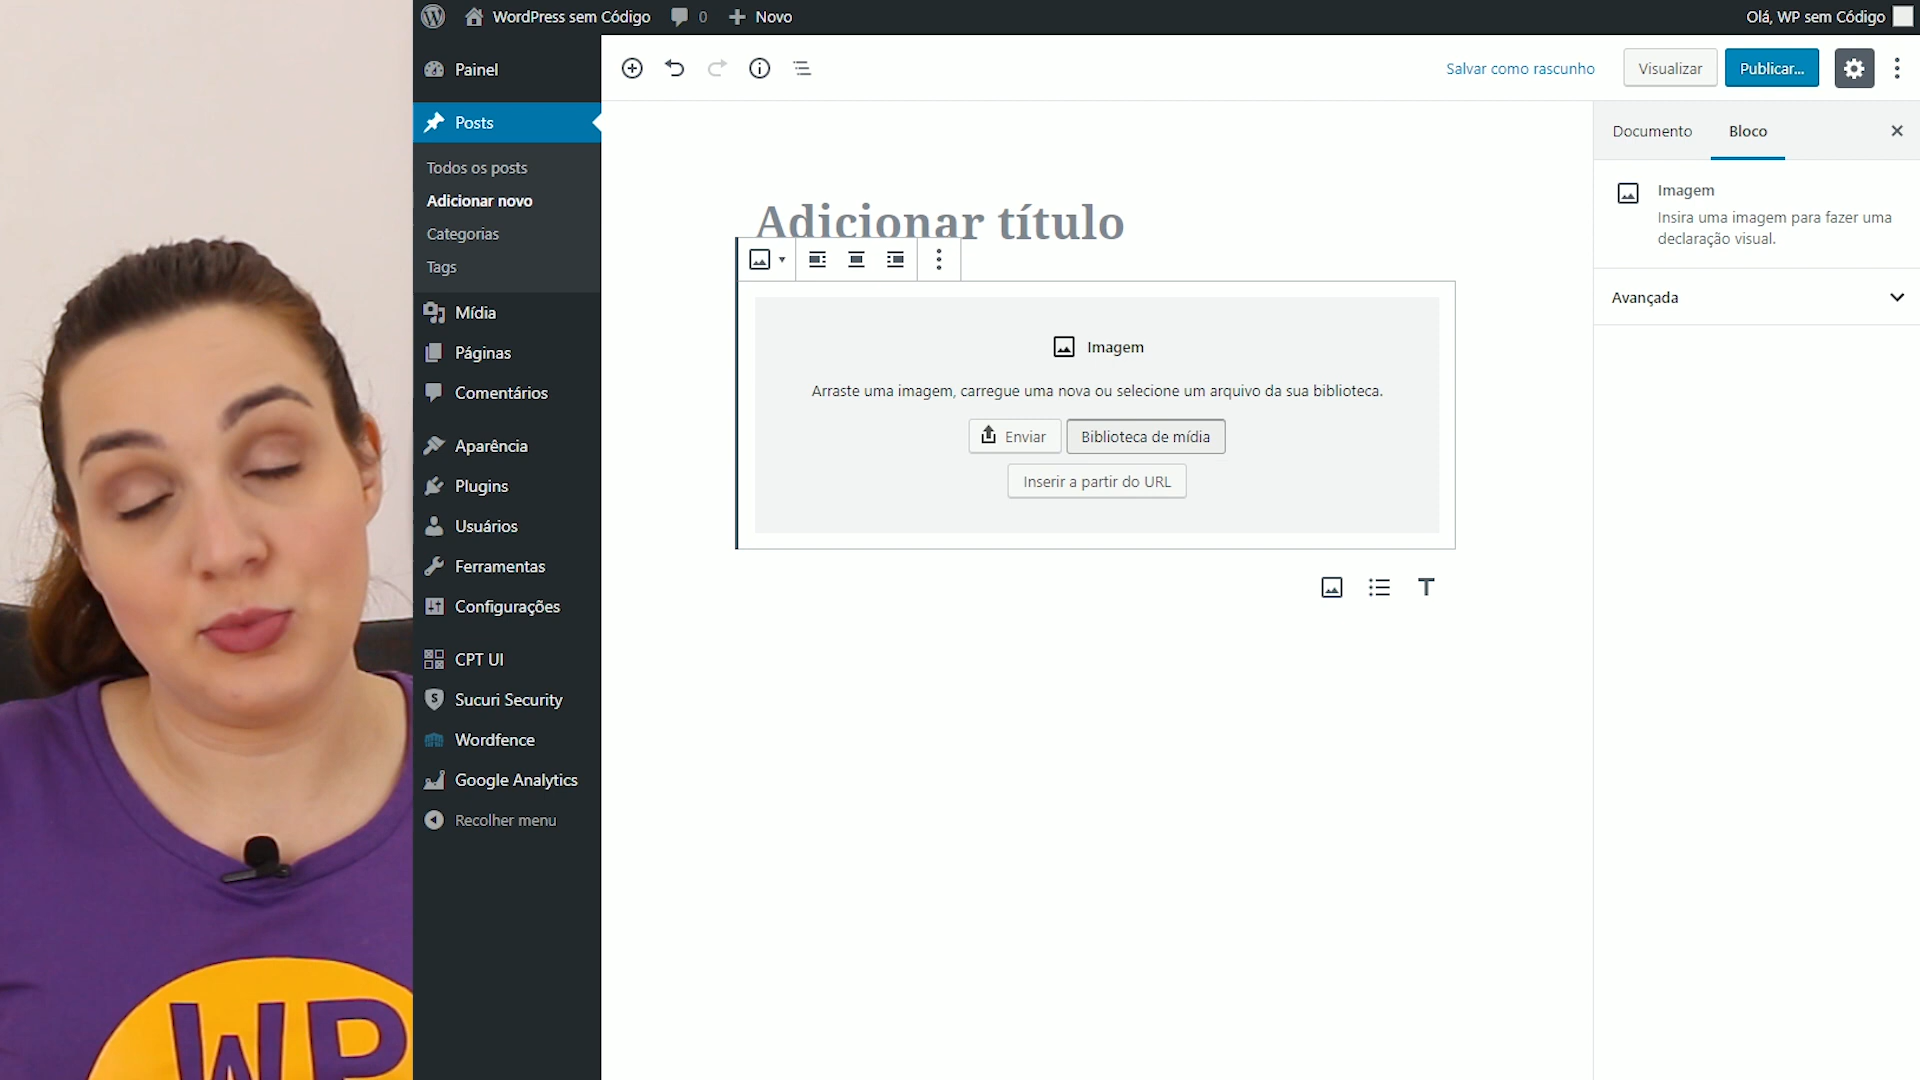 WordPress sem Código
0
Novo
Olá, WP sem Código
Painel
Posts
Todos os posts
Adicionar novo
Categorias
Tags
Mídia
Páginas
Comentários
Aparência
Plugins
Usuários
Ferramentas
Configurações
CPT UI
Sucuri Security
Wordfence
Google Analytics
Recolher menu
Salvar como rascunho
Visualizar
Publicar...
Adicionar título
Imagem
Arraste uma imagem, carregue uma nova ou selecione um arquivo da sua biblioteca.
Enviar
Biblioteca de mídia
Inserir a partir do URL
Documento
Bloco
Imagem
Insira uma imagem para fazer uma
declaração visual.
Avançada
WP